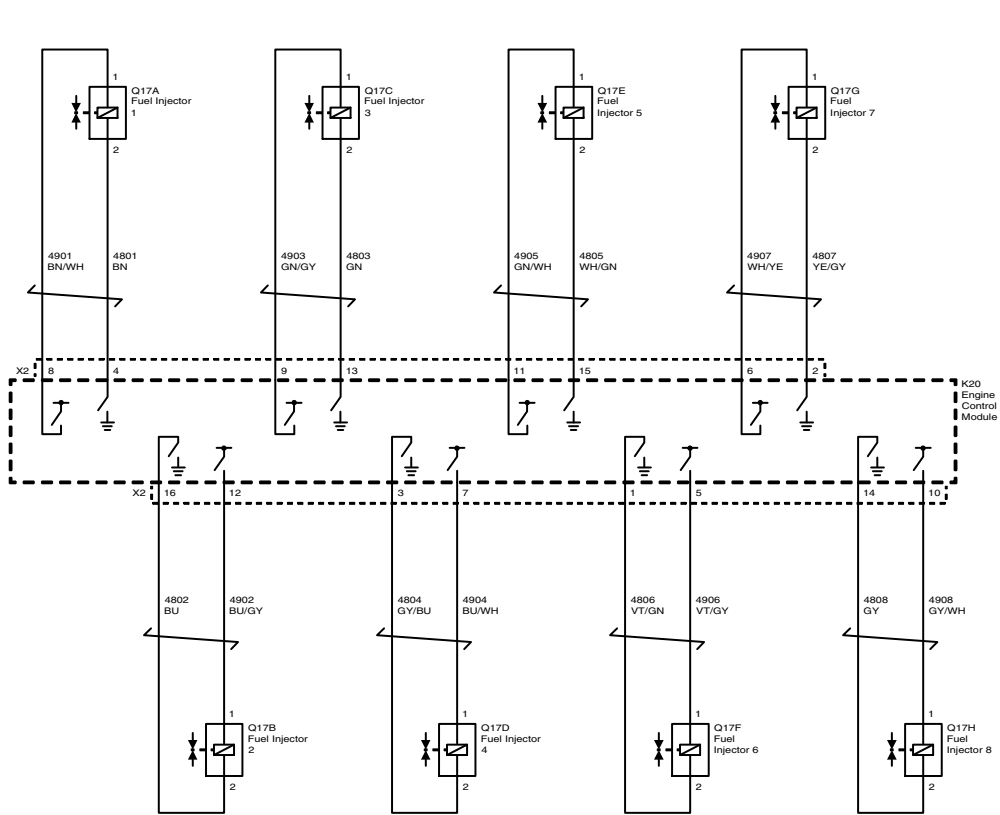 1
Q17A
Fuel Injector
1
2
1
Q17C
Fuel Injector
3
2
1
Q17E
Fuel
Injector 5
2
1
Q17G
Fuel
Injector 7
2
4901
BN/WH
4801
BN
4903
GN/GY
4803
GN
4905
GN/WH
4805
WH/GN
4907
WH/YE
4807
YE/GY
X2 8 4 9 13 11 15 6 2
K20
Engine
Control
Module
X2 16 12 3 7 1 5 14 10
4802
BU
4902
BU/GY
4804
GY/BU
4904
BU/WH
4806
VT/GN
4906
VT/GY
4808
GY
4908
GY/WH
1
Q17B
Fuel Injector
2
2
1
Q17D
Fuel Injector
4
2
1
Q17F
Fuel
Injector 6
2
1
Q17H
Fuel
Injector 8
2